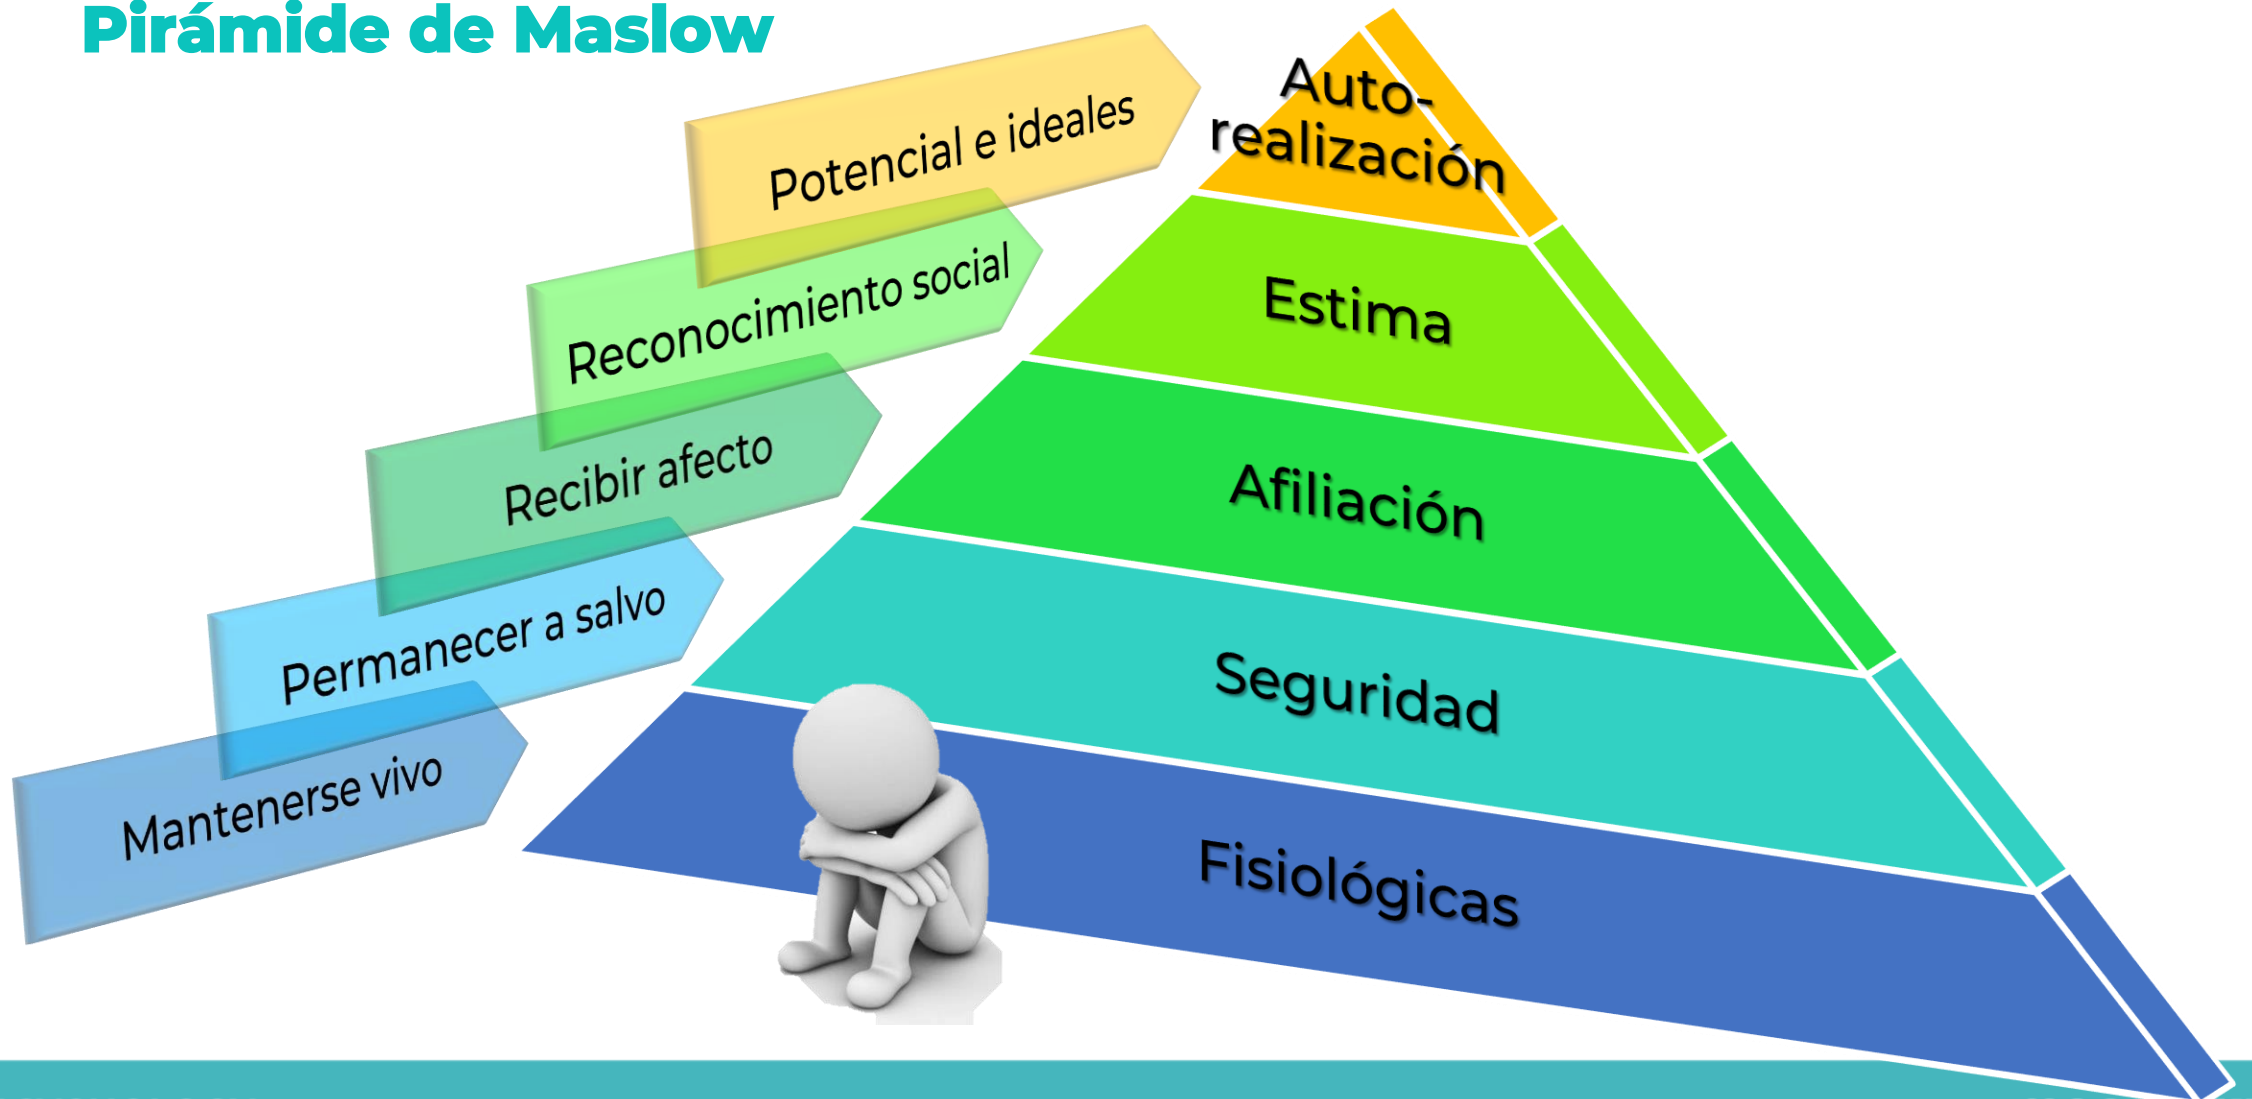 Pirámide de Maslow
Potencial e ideales
Auto-
realización
Reconocimiento social
Estima
Recibir afecto
Afiliación
Permanecer a salvo
Seguridad
Mantenerse vivo
Fisiológicas